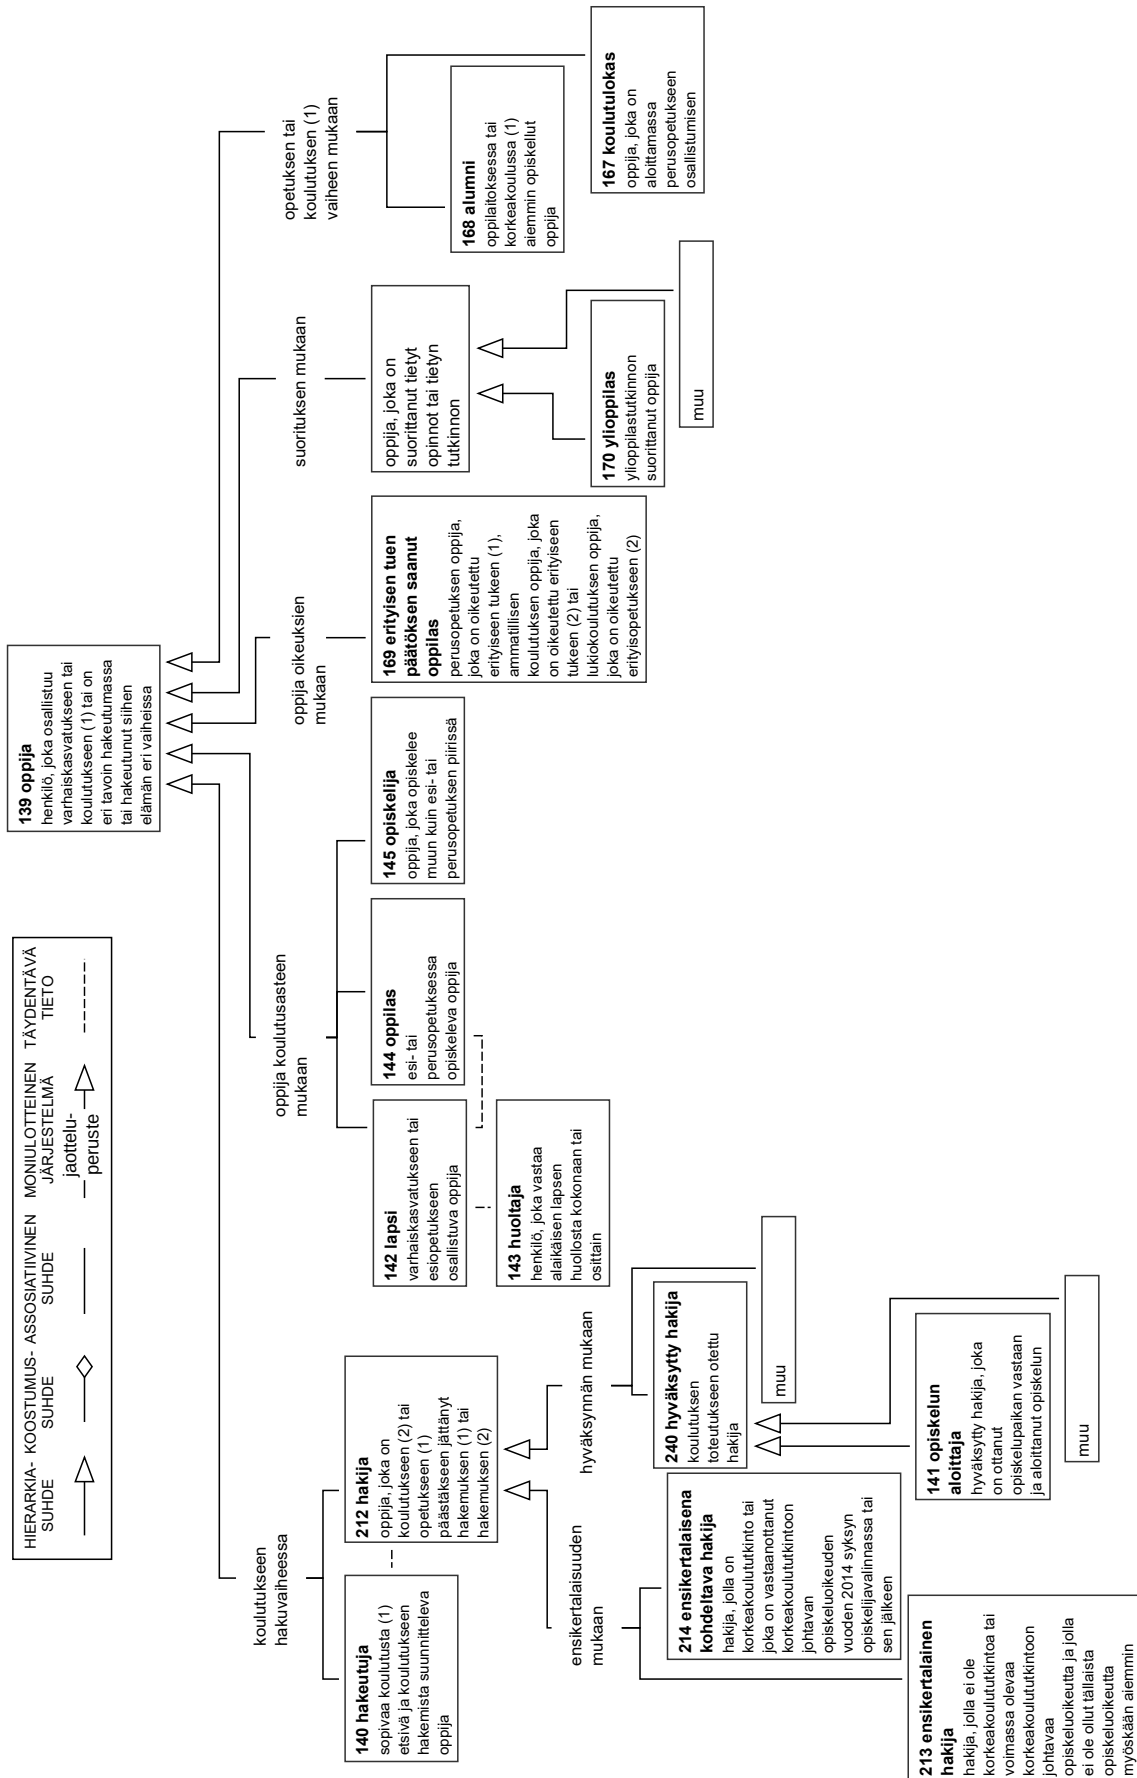 HIERARKIA-
SUHDE
KOOSTUMUS-
SUHDE
ASSOSIATIIVINEN
SUHDE
MONIULOTTEINEN
JÄRJESTELMÄ
jaottelu-
peruste
TÄYDENTÄVÄ
TIETO
139 oppija
henkilö, joka osallistuu
varhaiskasvatukseen tai
koulutukseen (1) tai on
eri tavoin hakeutumassa
tai hakeutunut siihen
elämän eri vaiheissa
koulutukseen
hakuvaiheessa
oppija koulutusasteen
mukaan
oppija oikeuksien
mukaan
suorituksen mukaan
opetuksen tai
koulutuksen (1)
vaiheen mukaan
140 hakeutuja
sopivaa koulutusta (1)
etsivä ja koulutukseen
hakemista suunnitteleva
oppija
212 hakija
oppija, joka on
koulutukseen (2) tai
opetukseen (1)
päästäkseen jättänyt
hakemuksen (1) tai
hakemuksen (2)
142 lapsi
varhaiskasvatukseen tai
esiopetukseen
osallistuva oppija
144 oppilas
esi- tai
perusopetuksessa
opiskeleva oppija
145 opiskelija
oppija, joka opiskelee
muun kuin esi- tai
perusopetuksen piirissä
169 erityisen tuen
päätöksen saanut
oppilas
perusopetuksen oppija,
joka on oikeutettu
erityiseen tukeen (1),
ammatillisen
koulutuksen oppija, joka
on oikeutettu erityiseen
tukeen (2) tai
lukiokoulutuksen oppija,
joka on oikeutettu
erityisopetukseen (2)
oppija, joka on
suorittanut tietyt
opinnot tai tietyn
tutkinnon
168 alumni
oppilaitoksessa tai
korkeakoulussa (1)
aiemmin opiskellut
oppija
167 koulutulokas
oppija, joka on
aloittamassa
perusopetukseen
osallistumisen
143 huoltaja
henkilö, joka vastaa
alaikäisen lapsen
huollosta kokonaan tai
osittain
170 ylioppilas
ylioppilastutkinnon
suorittanut oppija
muu
ensikertalaisuuden
mukaan
hyväksynnän mukaan
214 ensikertalaisena
kohdeltava hakija
hakija, jolla on
korkeakoulututkinto tai
joka on vastaanottanut
korkeakoulututkintoon
johtavan
opiskeluoikeuden
vuoden 2014 syksyn
opiskelijavalinnassa tai
sen jälkeen
240 hyväksytty hakija
koulutuksen
toteutukseen otettu
hakija
muu
213 ensikertalainen
hakija
hakija, jolla ei ole
korkeakoulututkintoa tai
voimassa olevaa
korkeakoulututkintoon
johtavaa
opiskeluoikeutta ja jolla
ei ole ollut tällaista
opiskeluoikeutta
myöskään aiemmin
141 opiskelun
aloittaja
hyväksytty hakija, joka
on ottanut
opiskelupaikan vastaan
ja aloittanut opiskelun
muu